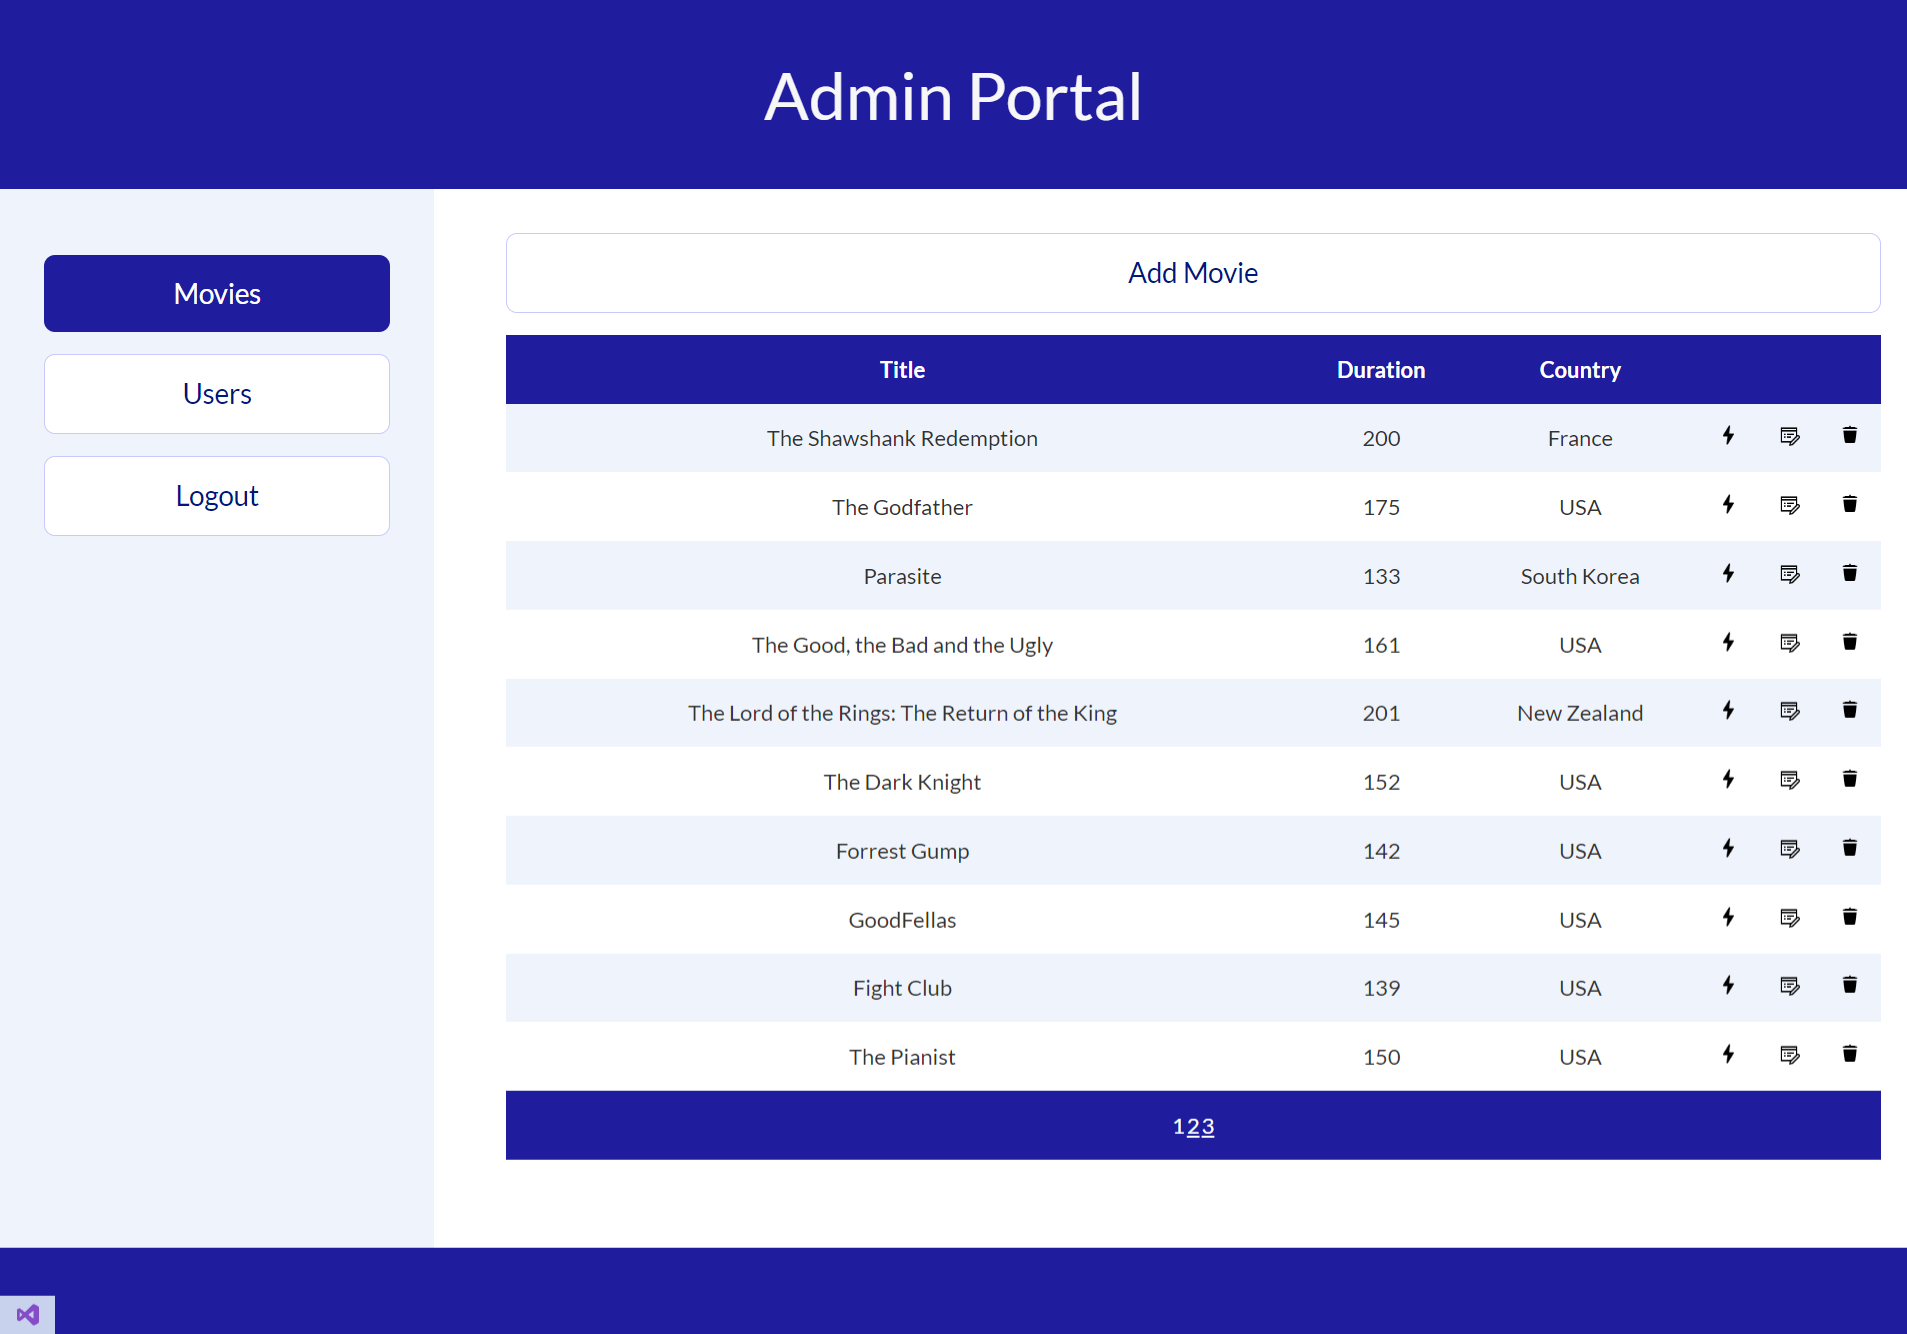 Admin Portal
Movies
Users
Logout
Add Movie
Title Duration Country
The Shawshank Redemption 200 France
The Godfather 175 USA
Parasite 133 South Korea
The Good, the Bad and the Ugly 161 USA
The Lord of the Rings: The Return of the King 201 New Zealand
The Dark Knight 152 USA
Forrest Gump 142 USA
GoodFellas 145 USA
Fight Club 139 USA
The Pianist 150 USA
123